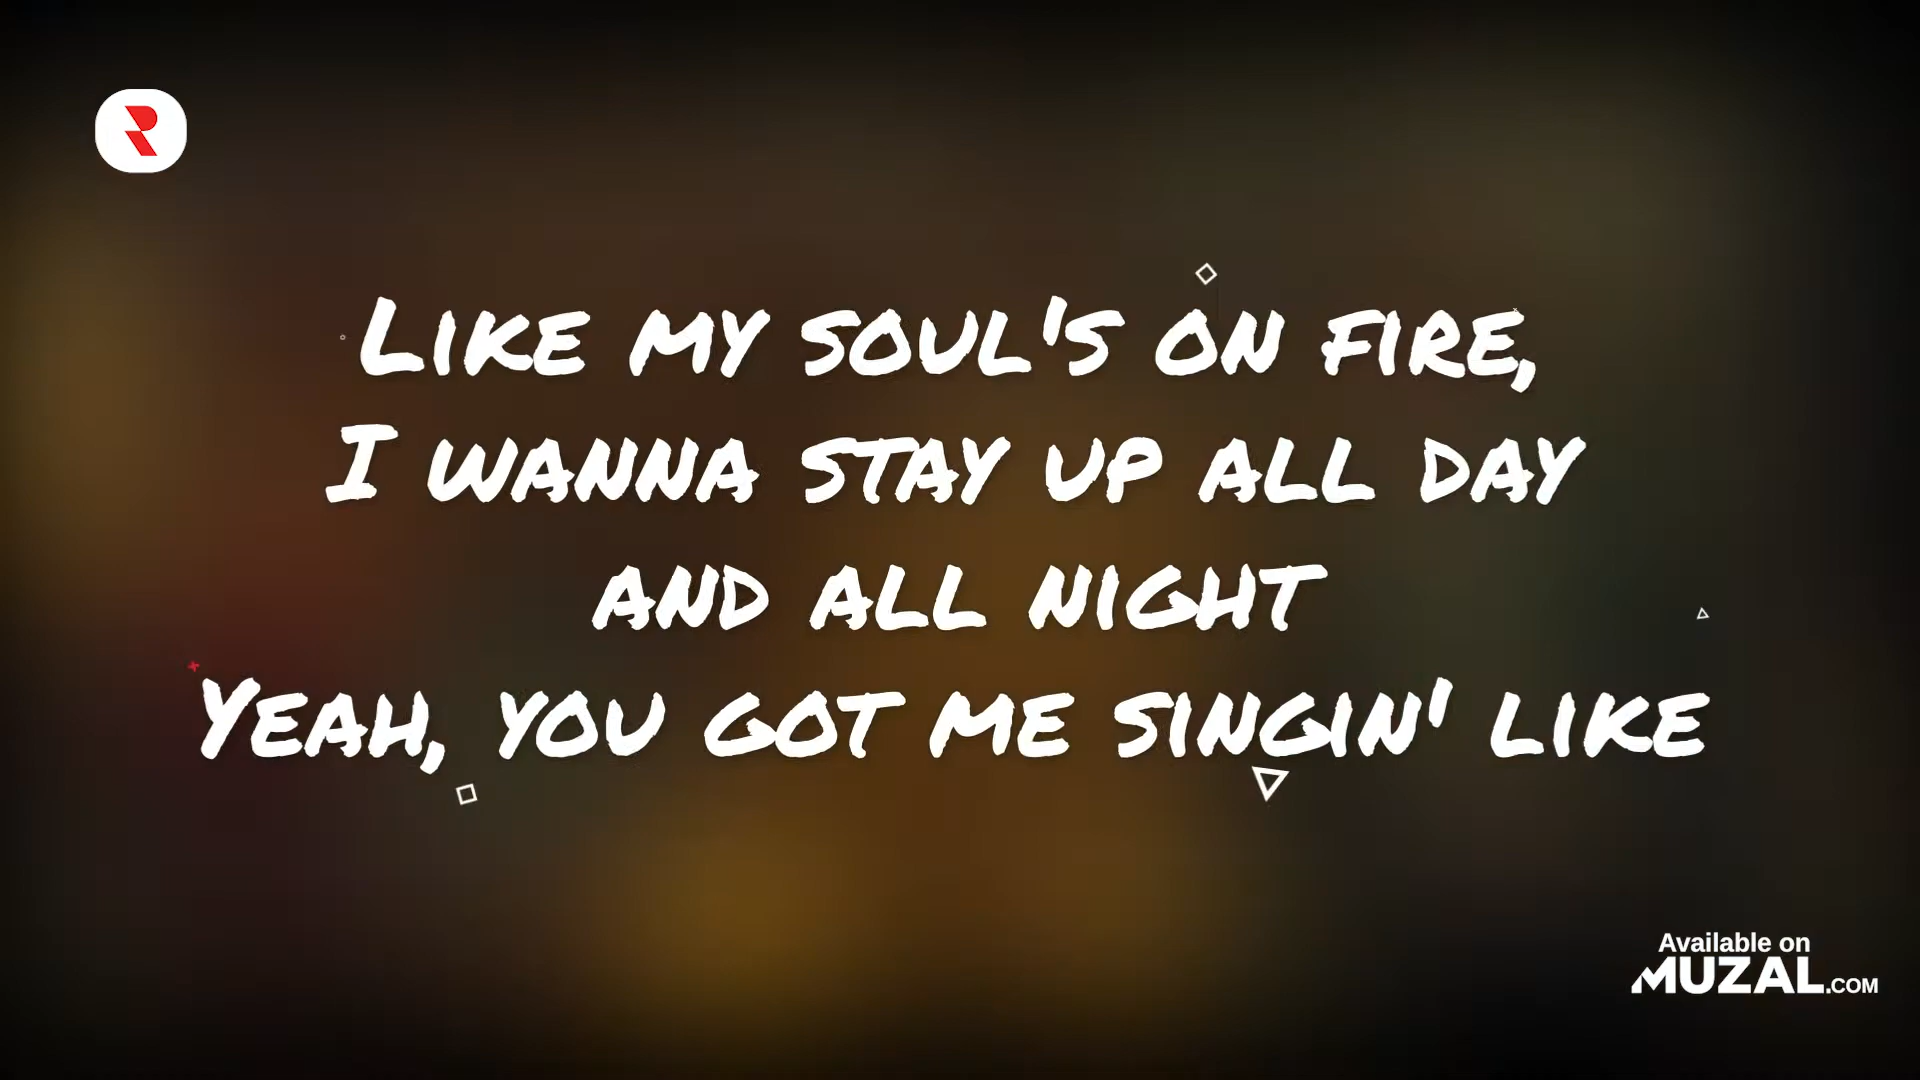 Like my soul's on fire,
I wanna stay up all day
and all night
Yeah, you got me singin' like
Available on
MUZAL.COM